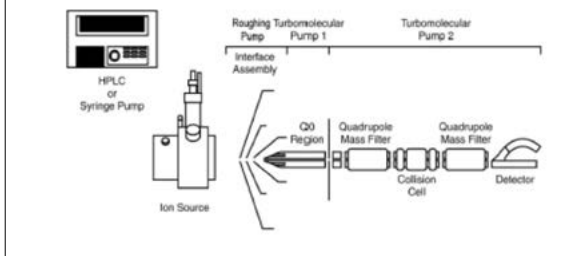 Roughing Turbomolecular
Pump Pump 1
Turbomolecular
Pump 2
Interface
Assembly
HPLC
or
Syringe Pump
Q0
Region
Quadrupole
Mass Filter
Quadrupole
Mass Filter
Collision
Cell
Detector
Ion Source